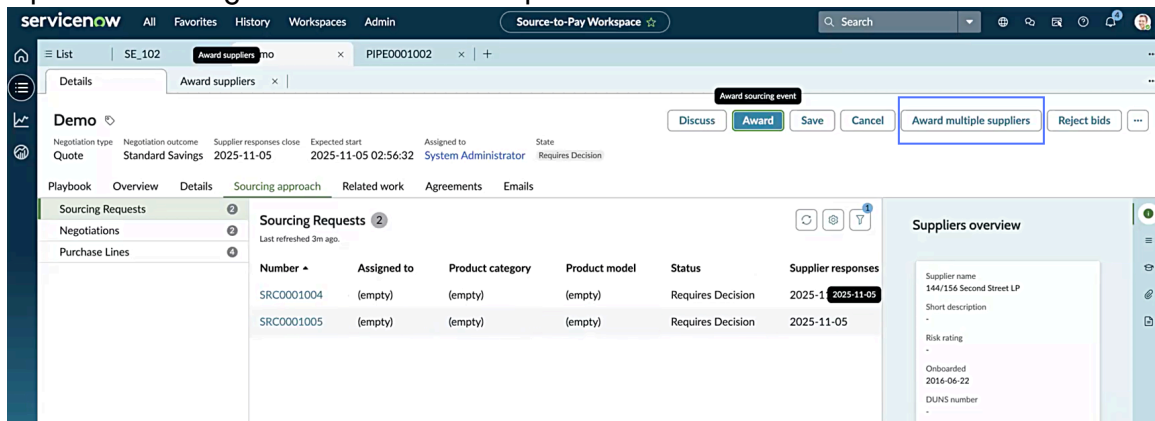 servicenow All Favorites History Workspaces Admin Source-to-Pay Workspace ☆ Search 4
List SE_102 Award suppliers mo × PIPE0001002 × +
Details Award suppliers ×
Award sourcing event
Demo Discuss Award Save Cancel Award multiple suppliers Reject bids ...
Negotiation type Negotiation outcome Supplier responses close Expected start Assigned to State
Quote Standard Savings 2025-11-05 2025-11-05 02:56:32 System Administrator Requires Decision
Playbook Overview Details Sourcing approach Related work Agreements Emails
Sourcing Requests 2
Negotiations 2
Purchase Lines 4
Sourcing Requests 2 1
Last refreshed 3m ago.
Number Assigned to Product category Product model Status Supplier responses
SRC0001004 (empty) (empty) (empty) Requires Decision 2025-1 2025-11-05
SRC0001005 (empty) (empty) (empty) Requires Decision 2025-11-05
Suppliers overview
Supplier name
144/156 Second Street LP
Short description
-
Risk rating
-
Onboarded
2016-06-22
DUNS number
-